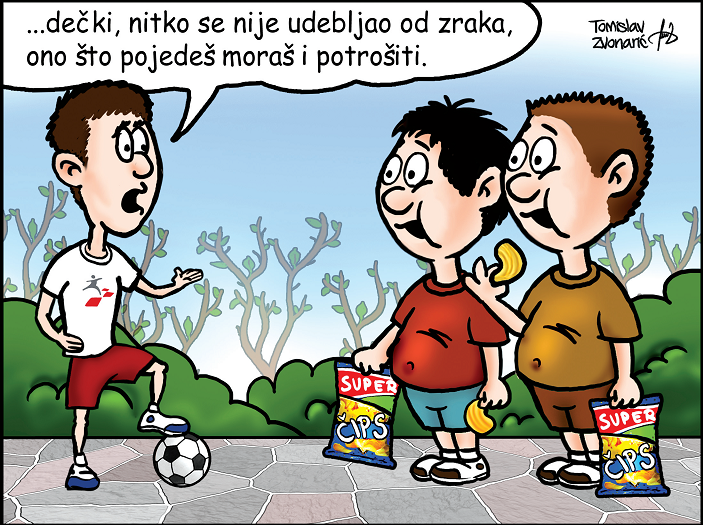 ...dečki, nitko se nije udebljao od zraka,
ono što pojedeš moraš i potrošiti.
Tomislav
Zvonarić
SUPER
ČIPS
SUPER
ČIPS